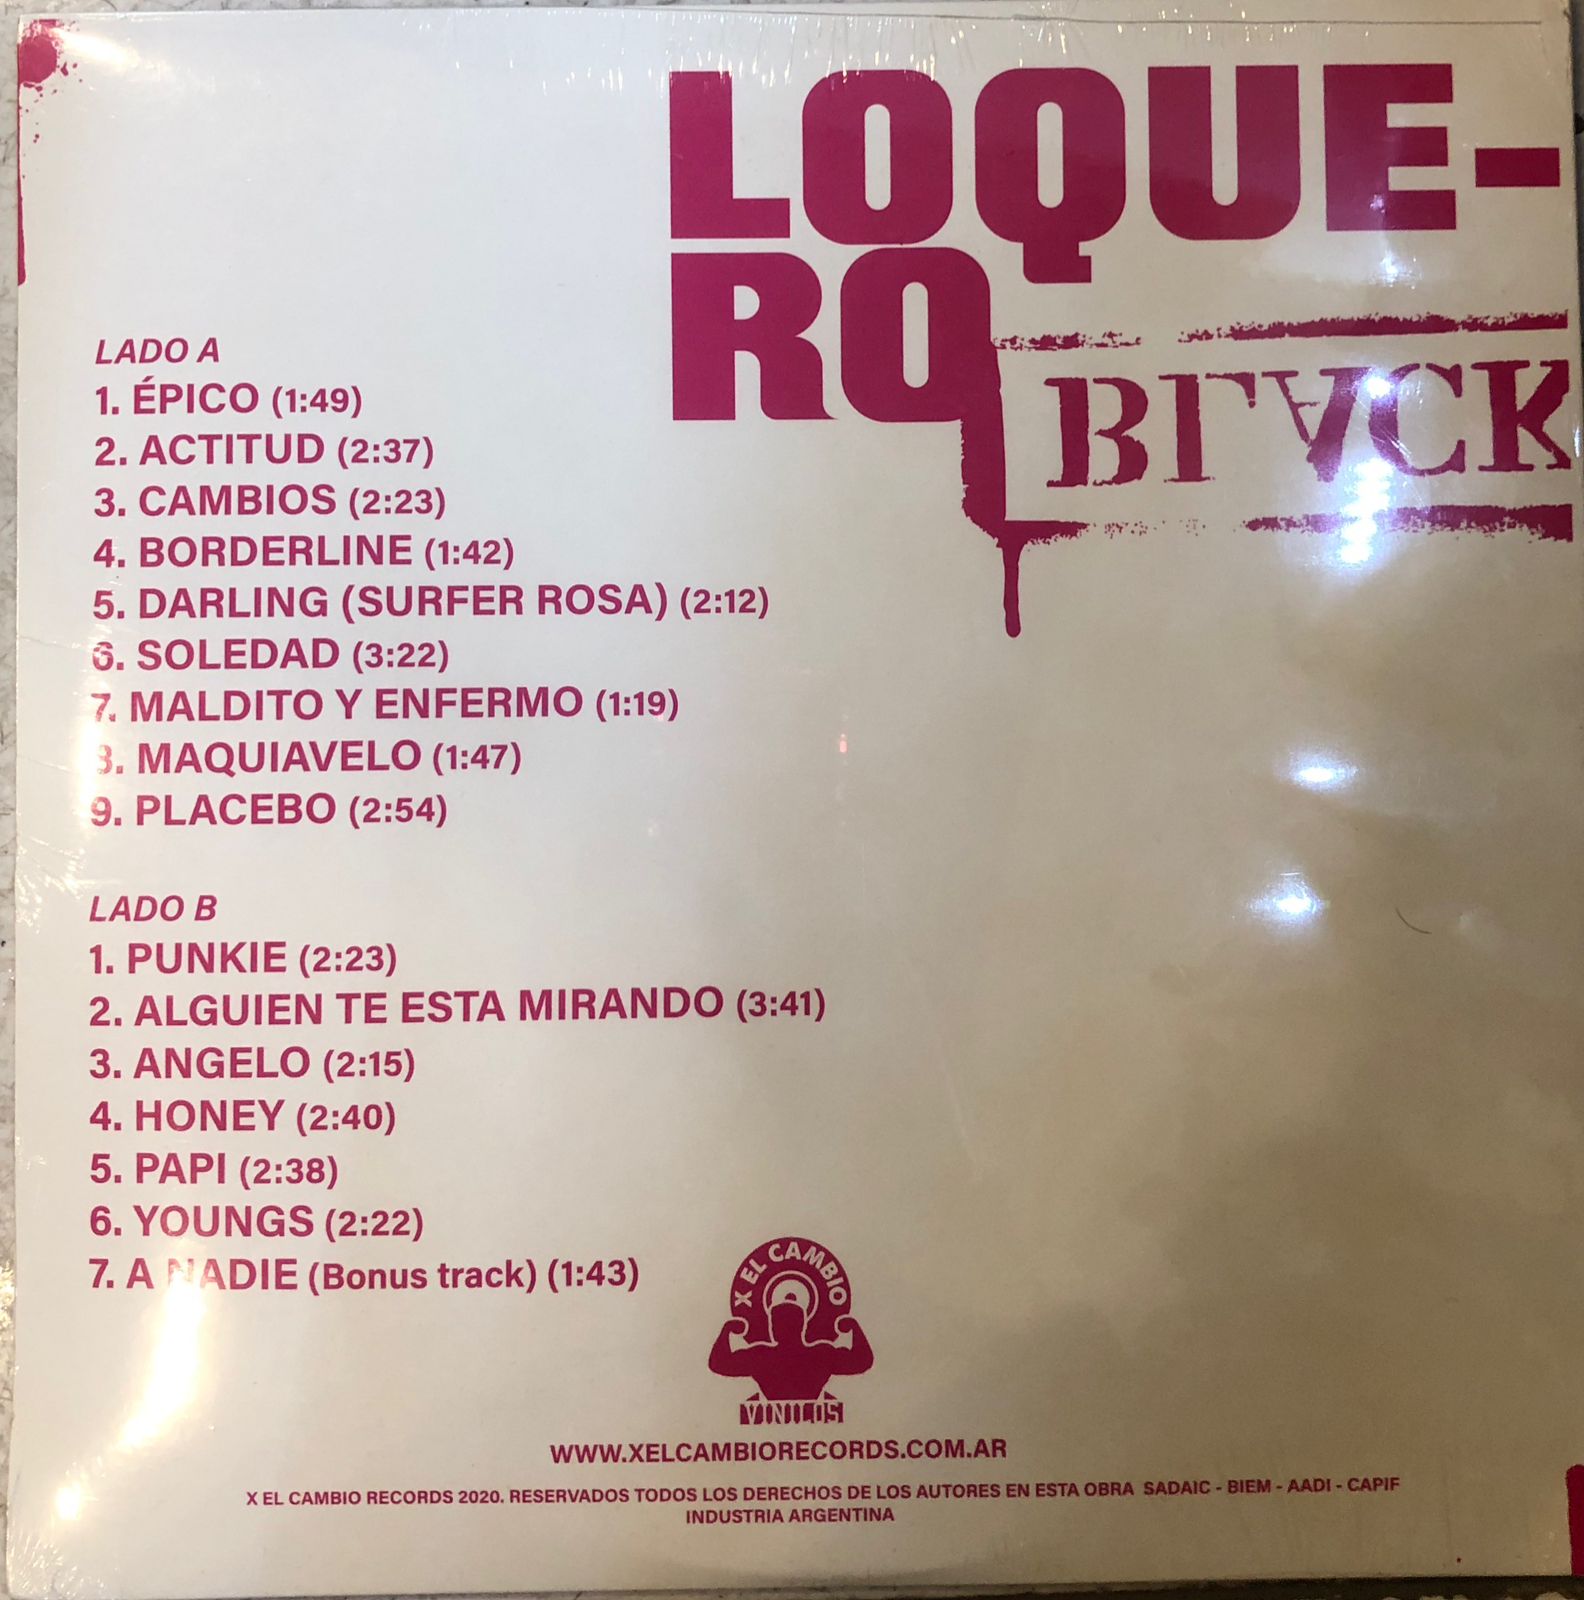 LOQUE-
RO
BLACK
LADO A
1. ÉPICO (1:49)
2. ACTITUD (2:37)
3. CAMBIOS (2:23)
4. BORDERLINE (1:42)
5. DARLING (SURFER ROSA) (2:12)
6. SOLEDAD (3:22)
7. MALDITO Y ENFERMO (1:19)
8. MAQUIAVELO (1:47)
9. PLACEBO (2:54)
LADO B
1. PUNKIE (2:23)
2. ALGUIEN TE ESTA MIRANDO (3:41)
3. ANGELO (2:15)
4. HONEY (2:40)
5. PAPI (2:38)
6. YOUNGS (2:22)
7. A NADIE (Bonus track) (1:43)
X EL CAMBIO
VINILOS
WWW.XELCAMBIORECORDS.COM.AR
X EL CAMBIO RECORDS 2020. RESERVADOS TODOS LOS DERECHOS DE LOS AUTORES EN ESTA OBRA SADAIC - BIEM - AADI - CAPIF
INDUSTRIA ARGENTINA